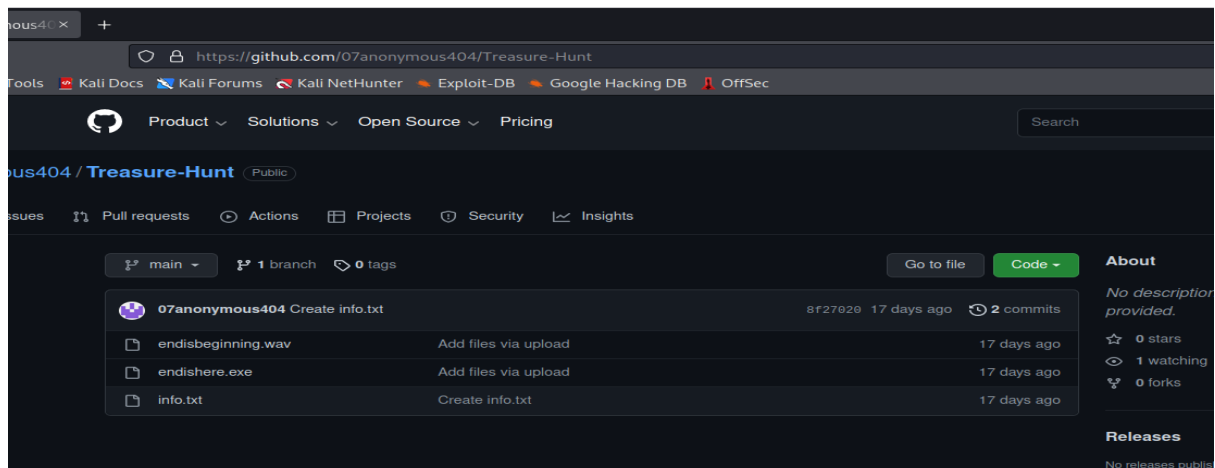 nous40 × +
https://github.com/07anonymous404/Treasure-Hunt
Tools Kali Docs Kali Forums Kali NetHunter Exploit-DB Google Hacking DB OffSec
Product Solutions Open Source Pricing Search
ous404 / Treasure-Hunt Public
ssues Pull requests Actions Projects Security Insights
main 1 branch 0 tags Go to file Code
07anonymous404 Create info.txt 8f27020 17 days ago 2 commits
endisbeginning.wav Add files via upload 17 days ago
endishere.exe Add files via upload 17 days ago
info.txt Create info.txt 17 days ago
About
No description
provided.
0 stars
1 watching
0 forks
Releases
No releases publis